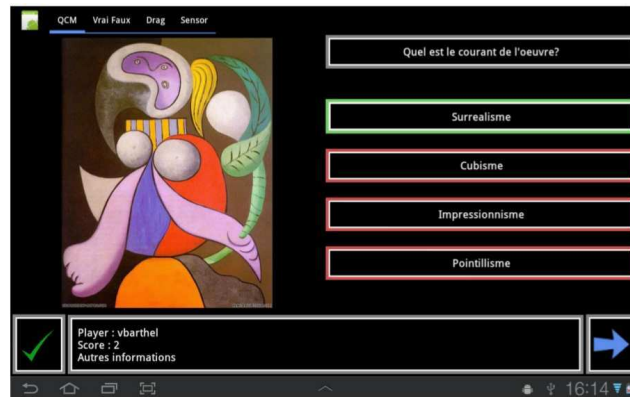 QCM Vrai Faux Drag Sensor
Quel est le courant de l'oeuvre?
Surrealisme
Cubisme
Impressionnisme
Pointillisme
Player : vbarthel
Score : 2
Autres informations
16:14